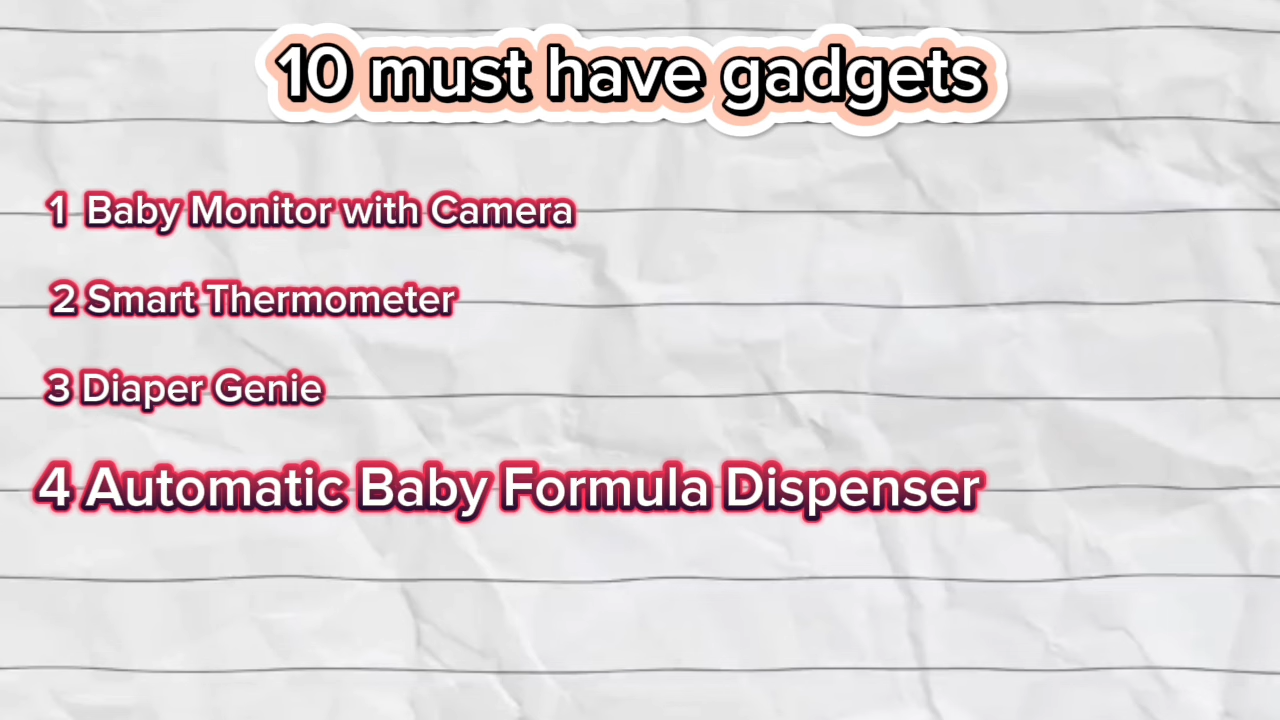 10 must have gadgets
1 Baby Monitor with Camera
2 Smart Thermometer
3 Diaper Genie
4 Automatic Baby Formula Dispenser